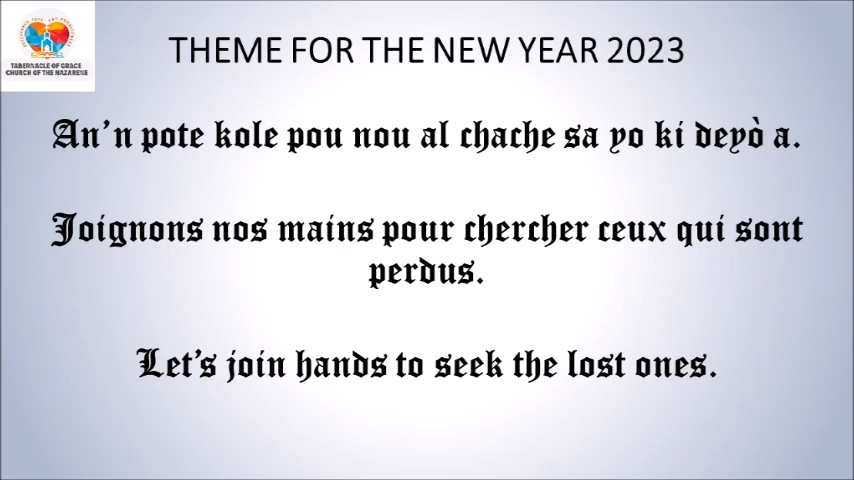 TABERNACLE OF GRACE
CHURCH OF THE NAZARENE
THEME FOR THE NEW YEAR 2023
An'n pote kole pou nou al chache sa yo ki deyò a.
Joignons nos mains pour chercher ceux qui sont
perdus.
Let's join hands to seek the lost ones.